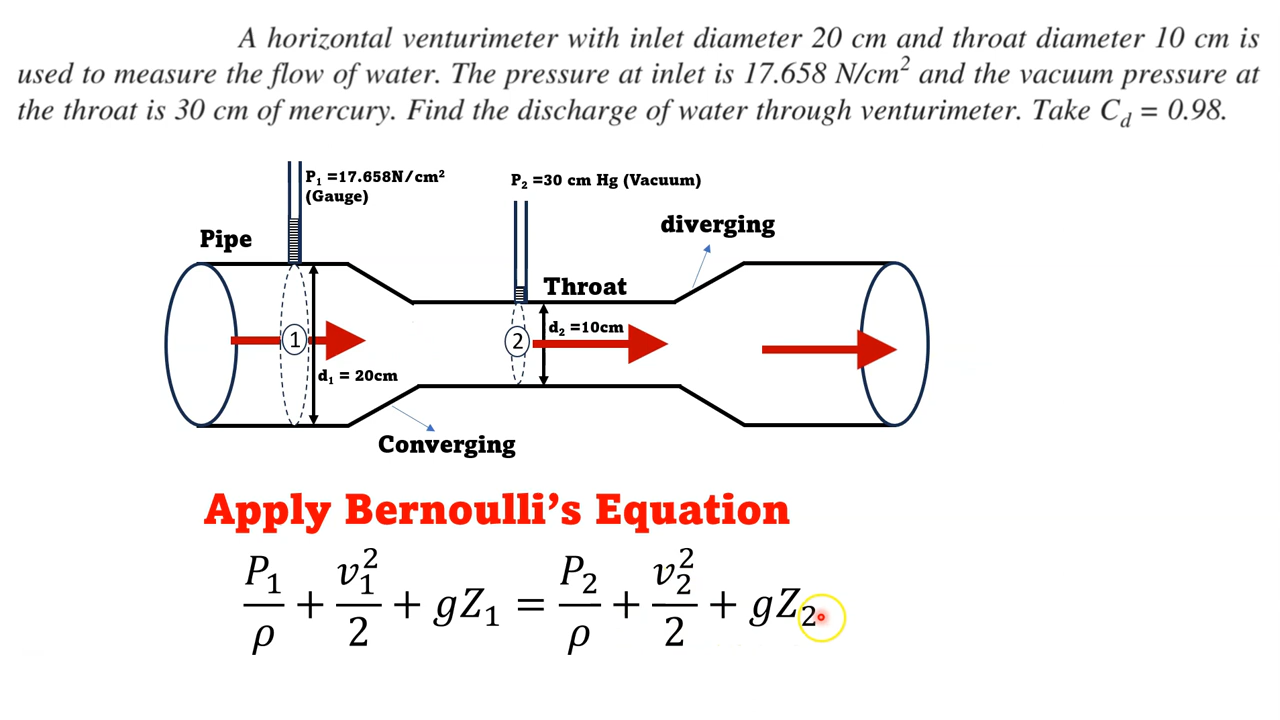 A horizontal venturimeter with inlet diameter 20 cm and throat diameter 10 cm is
used to measure the flow of water. The pressure at inlet is 17.658 N/cm² and the vacuum pressure at
the throat is 30 cm of mercury. Find the discharge of water through venturimeter. Take C_d = 0.98.
P₁ =17.658N/cm²
(Gauge)
P₂ =30 cm Hg (Vacuum)
diverging
Pipe
Throat
d₂ =10cm
1
2
d₁ = 20cm
Converging
Apply Bernoulli's Equation
P₁/ρ + v₁²/2 + gZ₁ = P₂/ρ + v₂²/2 + gZ₂